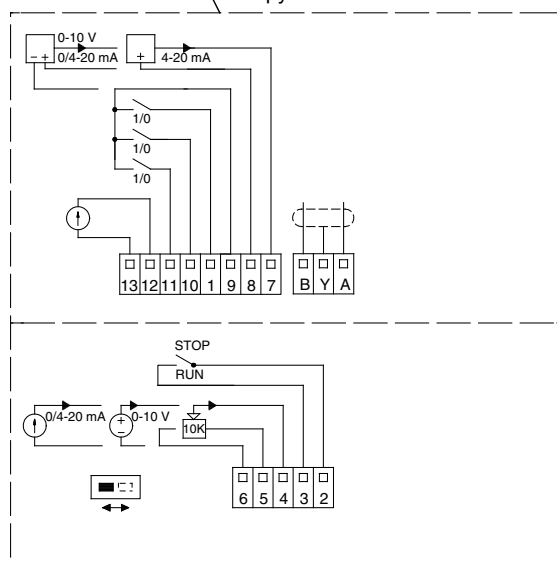 0-10 V
- +
0/4-20 mA
+
4-20 mA
1/0
1/0
1/0
13 12 11 10 1 9 8 7
B Y A
STOP
RUN
0/4-20 mA
+
-
0-10 V
10K
6 5 4 3 2